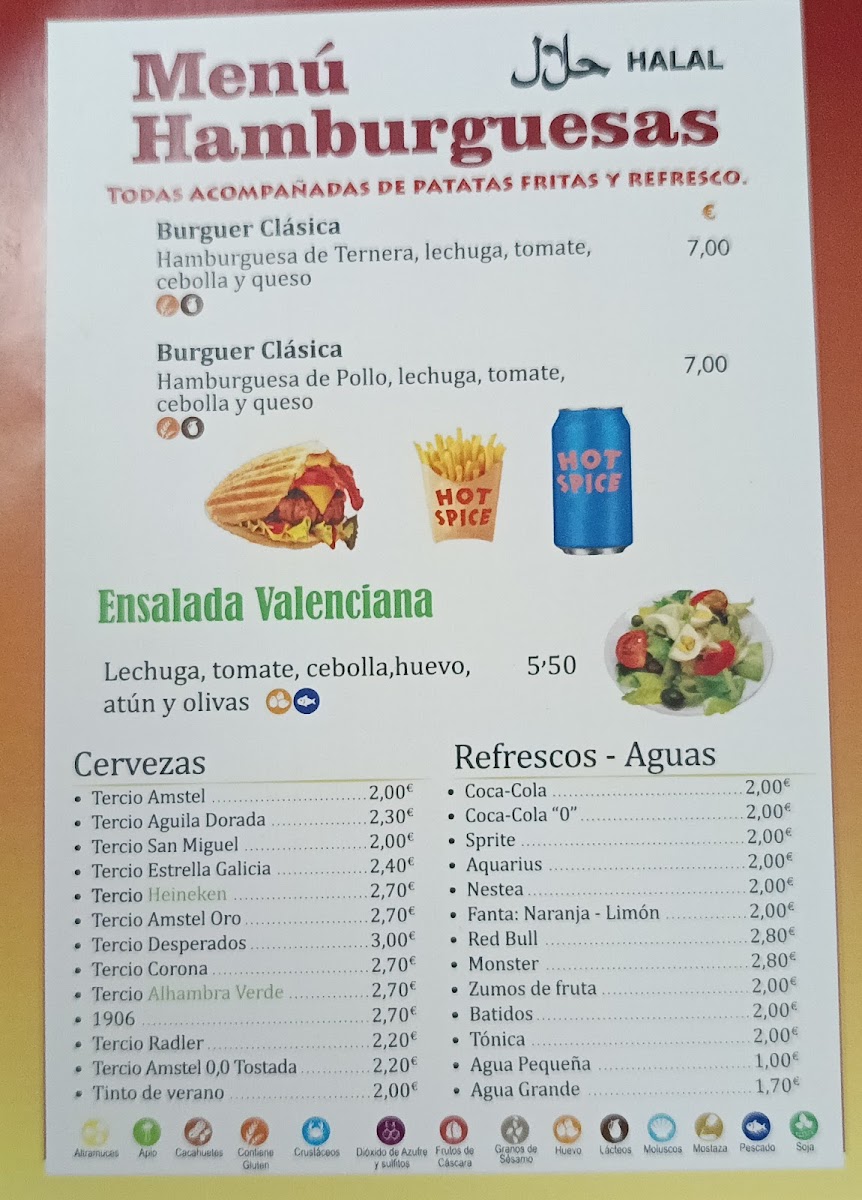 Menú
حلال HALAL
Hamburguesas
TODAS ACOMPAÑADAS DE PATATAS FRITAS Y REFRESCO.
€
Burguer Clásica
Hamburguesa de Ternera, lechuga, tomate, 7,00
cebolla y queso
Burguer Clásica
Hamburguesa de Pollo, lechuga, tomate, 7,00
cebolla y queso
HOT
SPICE
HOT
SPICE
Ensalada Valenciana
Lechuga, tomate, cebolla,huevo, 5'50
atún y olivas
Cervezas
• Tercio Amstel 2,00€
• Tercio Aguila Dorada 2,30€
• Tercio San Miguel 2,00€
• Tercio Estrella Galicia 2,40€
• Tercio Heineken 2,70€
• Tercio Amstel Oro 2,70€
• Tercio Desperados 3,00€
• Tercio Corona 2,70€
• Tercio Alhambra Verde 2,70€
• 1906 2,70€
• Tercio Radler 2,20€
• Tercio Amstel 0,0 Tostada 2,20€
• Tinto de verano 2,00€
Refrescos - Aguas
• Coca-Cola 2,00€
• Coca-Cola “0” 2,00€
• Sprite 2,00€
• Aquarius 2,00€
• Nestea 2,00€
• Fanta: Naranja - Limón 2,00€
• Red Bull 2,80€
• Monster 2,80€
• Zumos de fruta 2,00€
• Batidos 2,00€
• Tónica 2,00€
• Agua Pequeña 1,00€
• Agua Grande 1,70€
Altramuces
Apio
Cacahuetes
Contiene
Gluten
Crustáceos
Dióxido de Azufre
y sulfitos
Frutos de
Cáscara
Granos de
Sésamo
Huevo
Lácteos
Moluscos
Mostaza
Pescado
Soja